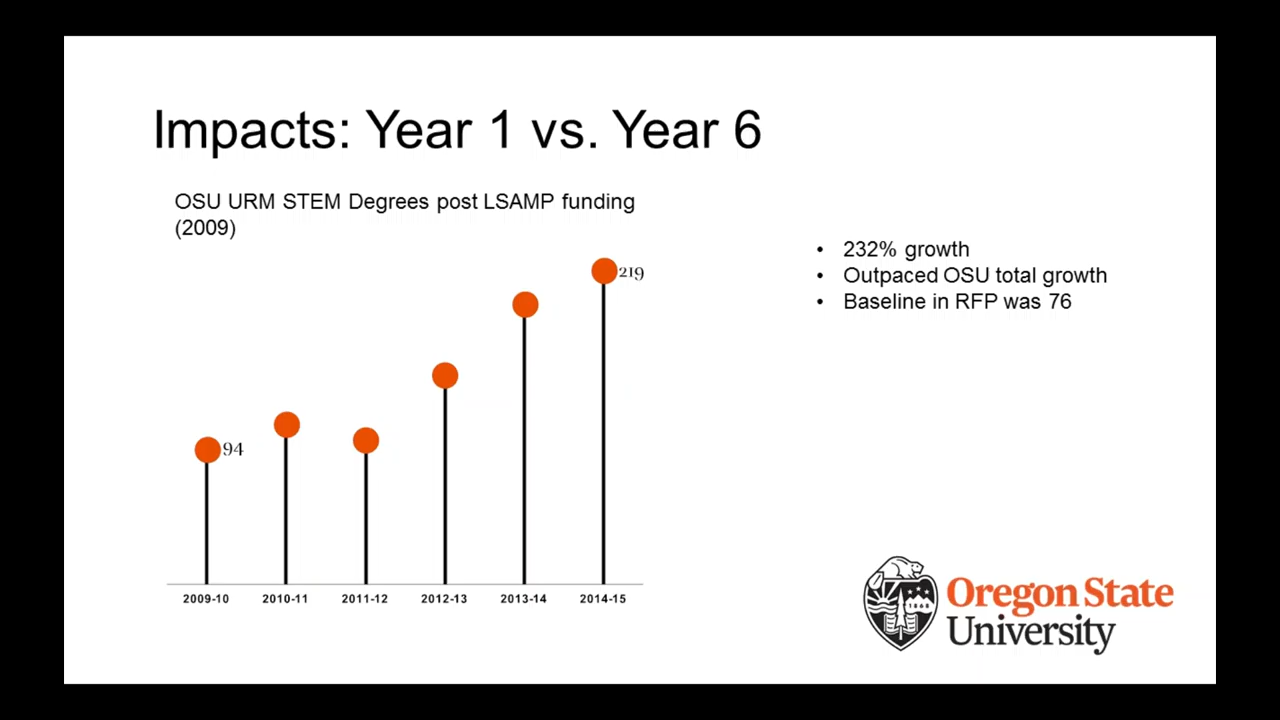 Impacts: Year 1 vs. Year 6
OSU URM STEM Degrees post LSAMP funding
(2009)
• 232% growth
• Outpaced OSU total growth
• Baseline in RFP was 76
219
94
2009-10 2010-11 2011-12 2012-13 2013-14 2014-15
1868
Oregon State
University